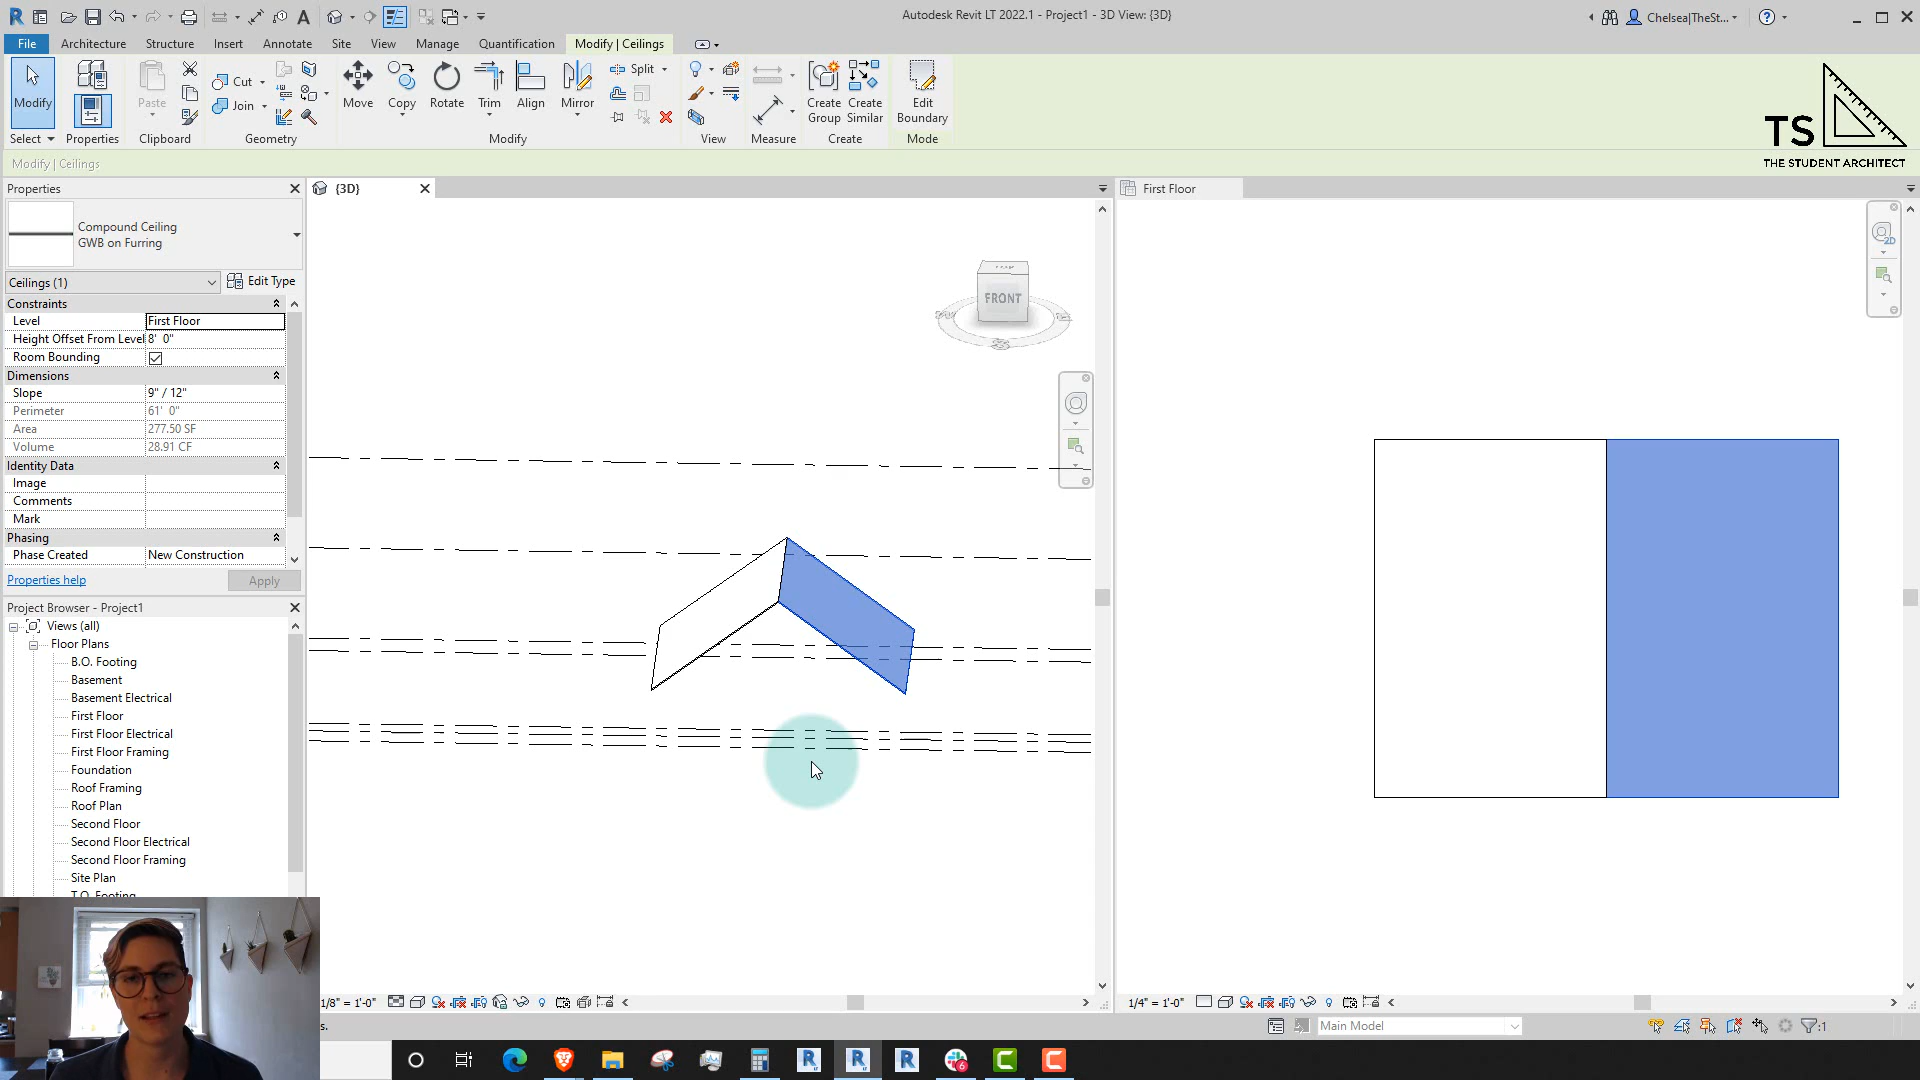 Autodesk Revit LT 2022.1 - Project1 - 3D View: {3D}
Chelsea|TheSt...
File
Architecture
Structure
Insert
Annotate
Site
View
Manage
Quantification
Modify | Ceilings
Modify
Paste
Cut
Join
Move
Copy
Rotate
Trim
Align
Mirror
Split
Create Group
Create Similar
Edit Boundary
Select
Properties
Clipboard
Geometry
Modify
View
Measure
Create
Mode
TS
THE STUDENT ARCHITECT
Modify | Ceilings
Properties
{3D}
First Floor
Compound Ceiling
GWB on Furring
Ceilings (1)
Edit Type
Constraints
Level First Floor
Height Offset From Level 8' 0"
Room Bounding
Dimensions
Slope 9" / 12"
Perimeter 61' 0"
Area 277.50 SF
Volume 28.91 CF
Identity Data
Image
Comments
Mark
Phasing
Phase Created New Construction
Properties help
Apply
Project Browser - Project1
Views (all)
Floor Plans
B.O. Footing
Basement
Basement Electrical
First Floor
First Floor Electrical
First Floor Framing
Foundation
Roof Framing
Roof Plan
Second Floor
Second Floor Electrical
Second Floor Framing
Site Plan
T.O. Footing
TOP
FRONT
2D
1/8" = 1'-0"
1/4" = 1'-0"
s.
Main Model
:1